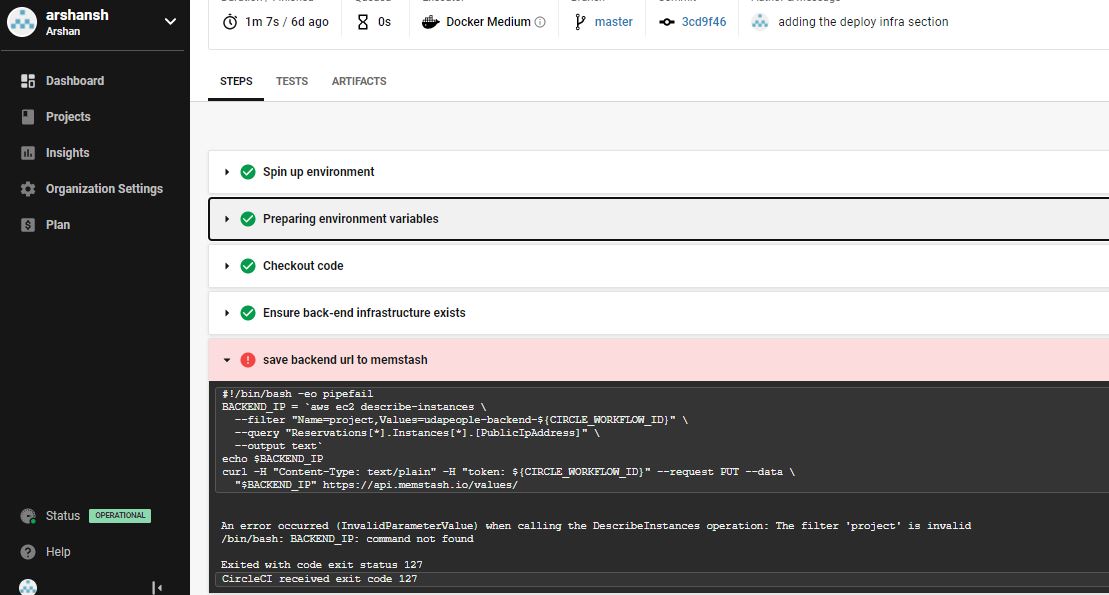 arshansh
Arshan
1m 7s / 6d ago
0s
Docker Medium
master
3cd9f46
adding the deploy infra section
Dashboard
Projects
Insights
Organization Settings
Plan
STEPS TESTS ARTIFACTS
Spin up environment
Preparing environment variables
Checkout code
Ensure back-end infrastructure exists
save backend url to memstash
#!/bin/bash -eo pipefail
BACKEND_IP = `aws ec2 describe-instances \
--filter "Name=project,Values=udapeople-backend-${CIRCLE_WORKFLOW_ID}" \
--query "Reservations[*].Instances[*].[PublicIpAddress]" \
--output text`
echo $BACKEND_IP
curl -H "Content-Type: text/plain" -H "token: ${CIRCLE_WORKFLOW_ID}" --request PUT --data \
"$BACKEND_IP" https://api.memstash.io/values/
An error occurred (InvalidParameterValue) when calling the DescribeInstances operation: The filter 'project' is invalid
/bin/bash: BACKEND_IP: command not found
Exited with code exit status 127
CircleCI received exit code 127
Status OPERATIONAL
Help